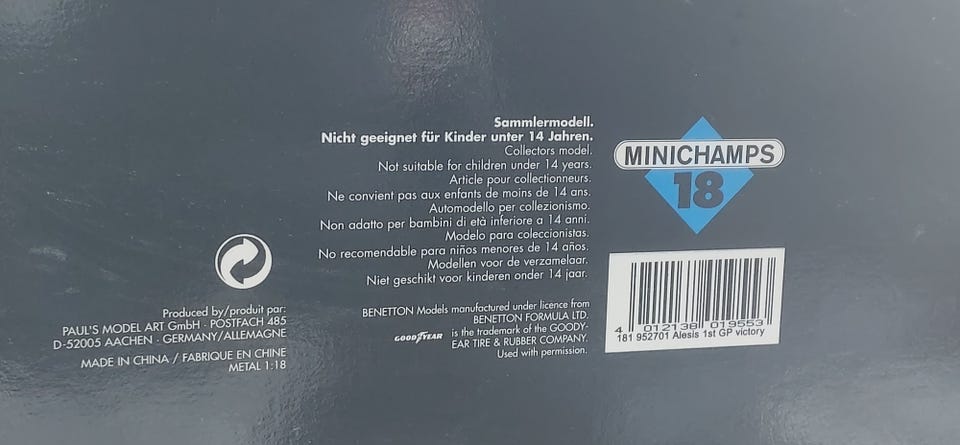 Sammlermodell.
Nicht geeignet für Kinder unter 14 Jahren.
Collectors model.
Not suitable for children under 14 years.
Article pour collectionneurs.
Ne convient pas aux enfants de moins de 14 ans.
Automodello per collezionismo.
Non adatto per bambini di età inferiore a 14 anni.
Modelo para coleccionistas.
No recomendable para niños menores de 14 años.
Modellen voor de verzamelaar.
Niet geschikt voor kinderen onder 14 jaar.
BENETTON Models manufactured under licence from
BENETTON FORMULA LTD.
GOODYEAR is the trademark of the GOODY-
EAR TIRE & RUBBER COMPANY.
Used with permission.
Produced by/produit par:
PAUL'S MODEL ART GmbH · POSTFACH 485
D-52005 AACHEN · GERMANY/ALLEMAGNE
MADE IN CHINA / FABRIQUE EN CHINE
METAL 1:18
MINICHAMPS
18
4 012138 019553
181 952701 Alesis 1st GP victory